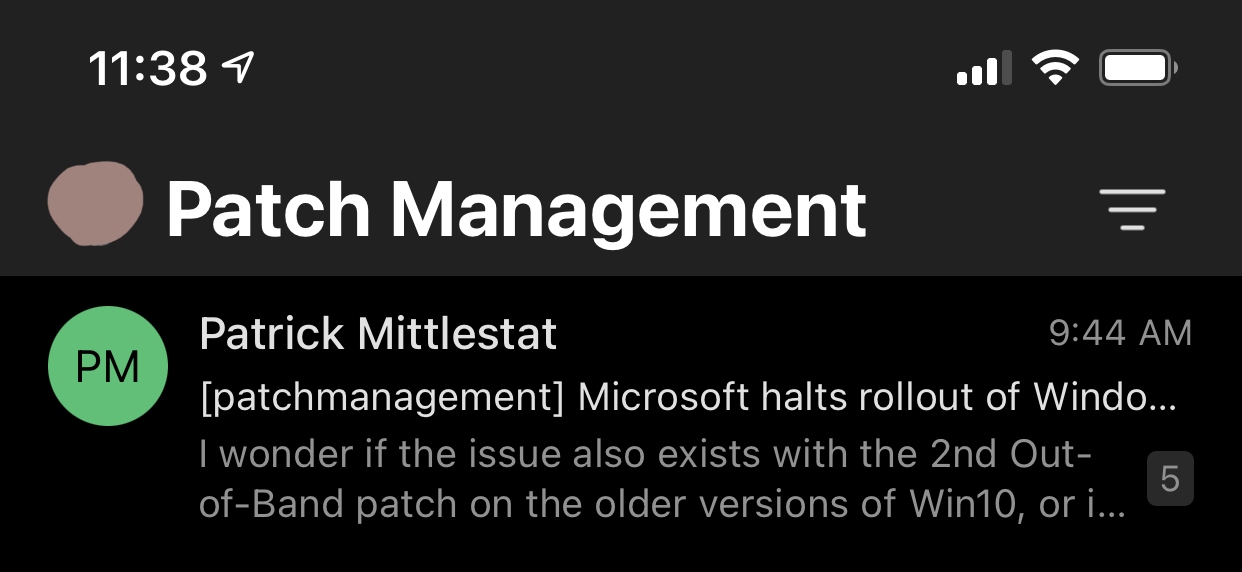 11:38
Patch Management
PM
Patrick Mittlestat
9:44 AM
[patchmanagement] Microsoft halts rollout of Windo...
I wonder if the issue also exists with the 2nd Out-
of-Band patch on the older versions of Win10, or i...
5